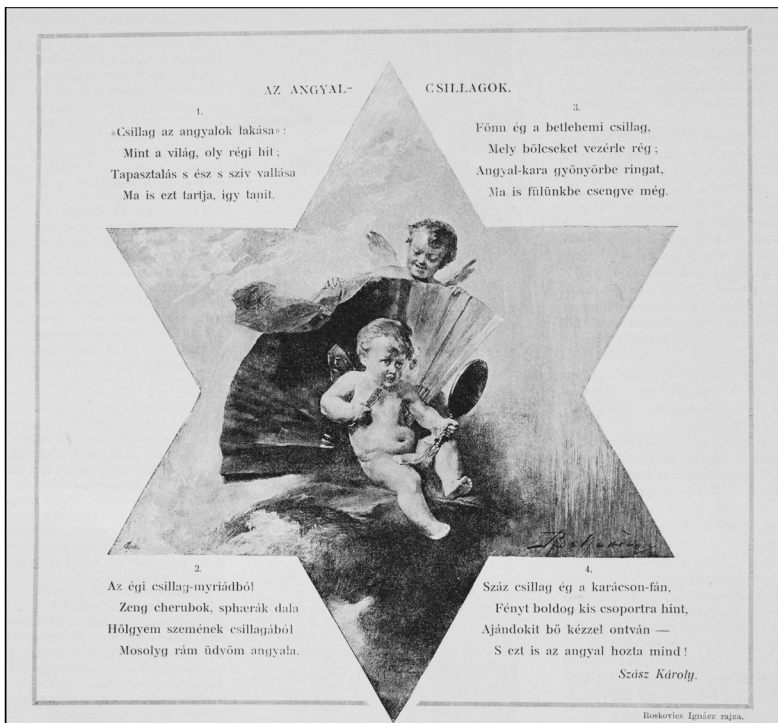 AZ ANGYAL-CSILLAGOK.
1.
«Csillag az angyalok lakása»:
Mint a világ, oly régi hit;
Tapasztalás s ész s sziv vallása
Ma is ezt tartja, igy tanit.
2.
Az égi csillag-myriádból
Zeng cherubok, sphærák dala
Hölgyem szemének csillagából
Mosolyg rám üdvöm angyala.
3.
Fönn ég a betlehemi csillag,
Mely bölcseket vezérle rég;
Angyal-kara gyönyörbe ringat,
Ma is fülünkbe csengve még.
4.
Száz csillag ég a karácson-fán,
Fényt boldog kis csoportra hint,
Ajándokit bő kézzel ontván —
S ezt is az angyal hozta mind!
Szász Károly.
Roskovics Ignácz rajza.